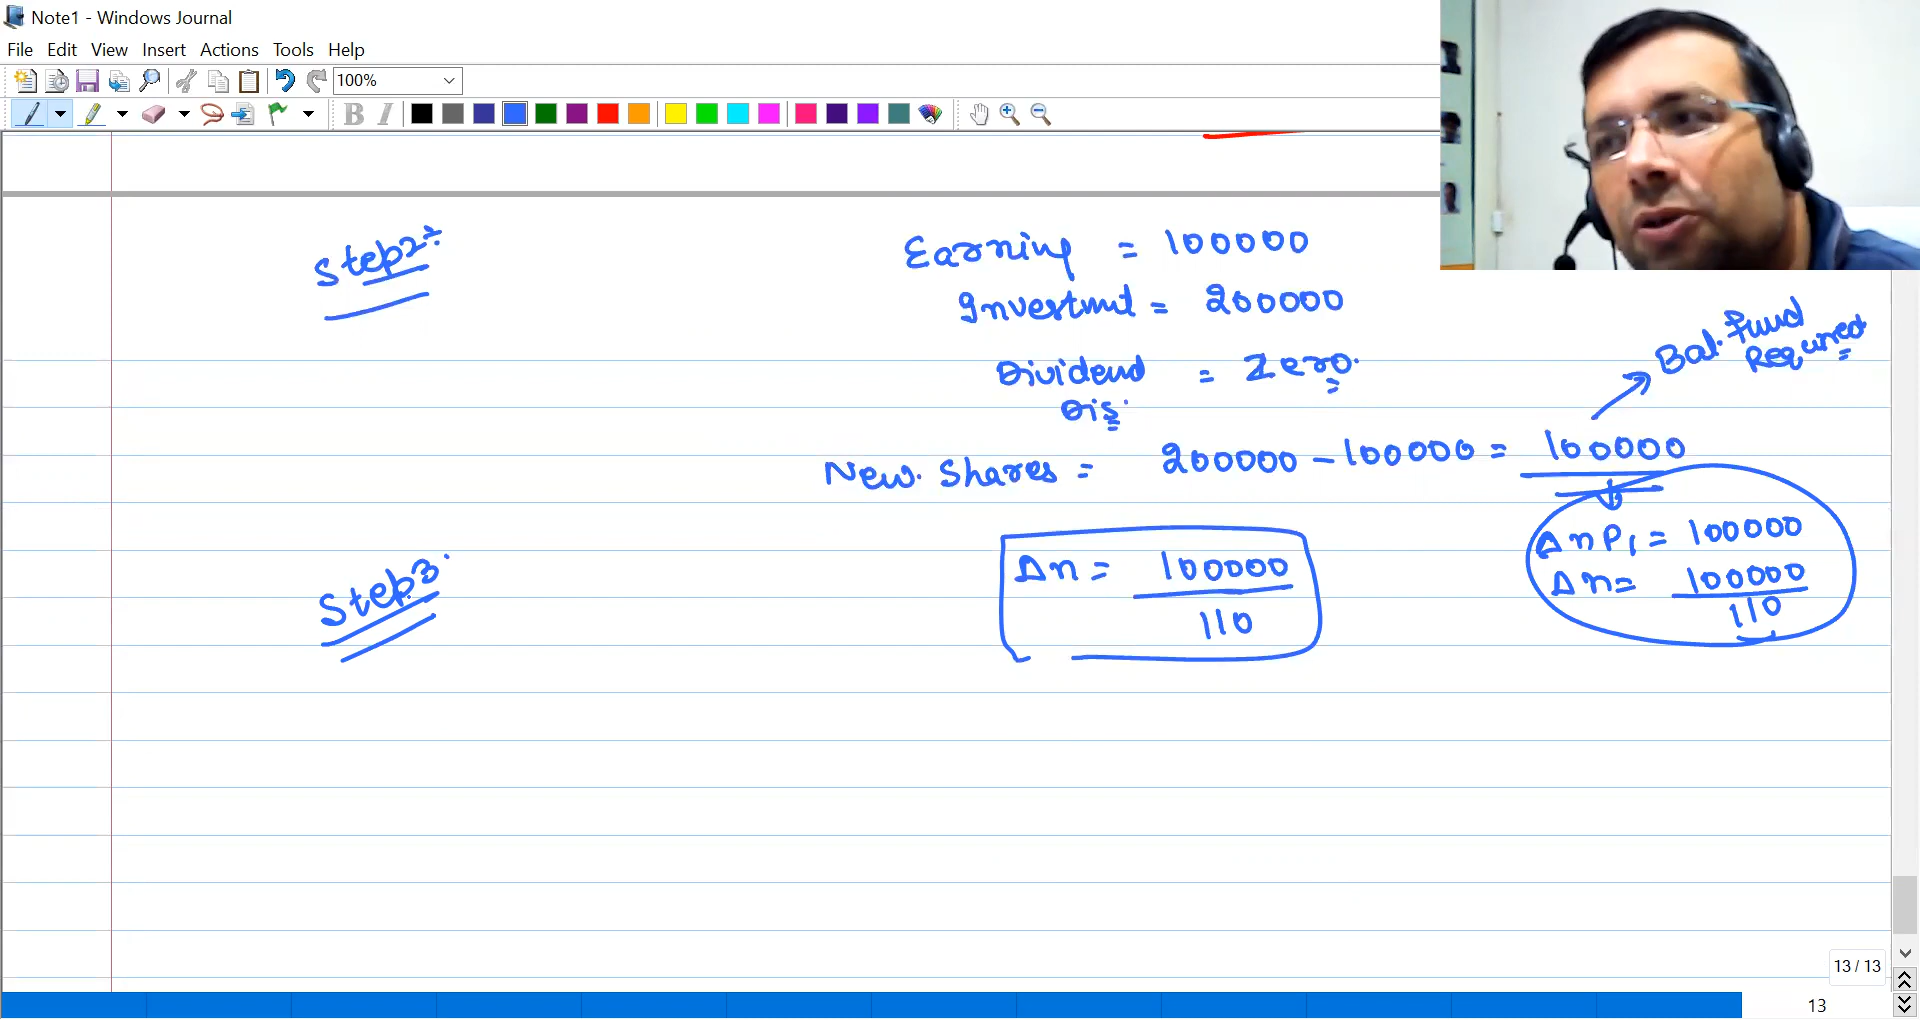 Note1 - Windows Journal
File Edit View Insert Actions Tools Help
100%
B I
Step2÷
Earning = 100000
Investmt = 200000
Dividend Dis. = Zero.
Bal. Fund Required
New. Shares = 200000 - 100000 = 100000
Δn P1 = 100000
Δn = 100000
110
Δn = 100000
110
Step3.
13 / 13
13